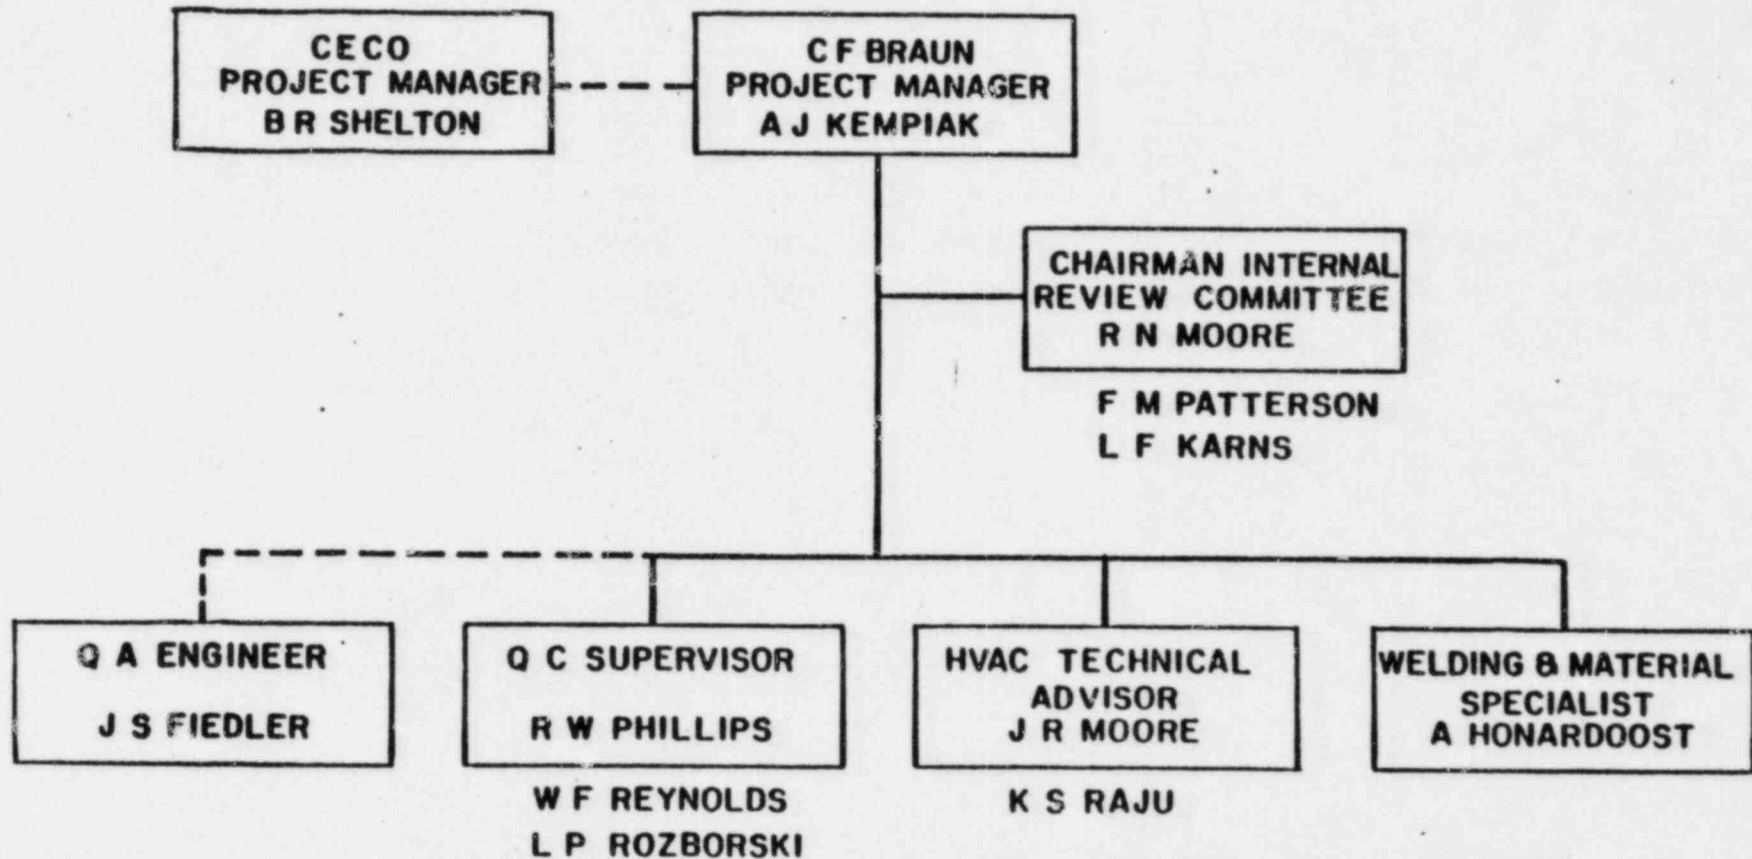 CECO
PROJECT MANAGER
B R SHELTON
C F BRAUN
PROJECT MANAGER
A J KEMPIAK
CHAIRMAN INTERNAL
REVIEW COMMITTEE
R N MOORE
F M PATTERSON
L F KARNS
Q A ENGINEER
J S FIEDLER
Q C SUPERVISOR
R W PHILLIPS
W F REYNOLDS
L P ROZBORSKI
HVAC TECHNICAL
ADVISOR
J R MOORE
K S RAJU
WELDING & MATERIAL
SPECIALIST
A HONARDOOST